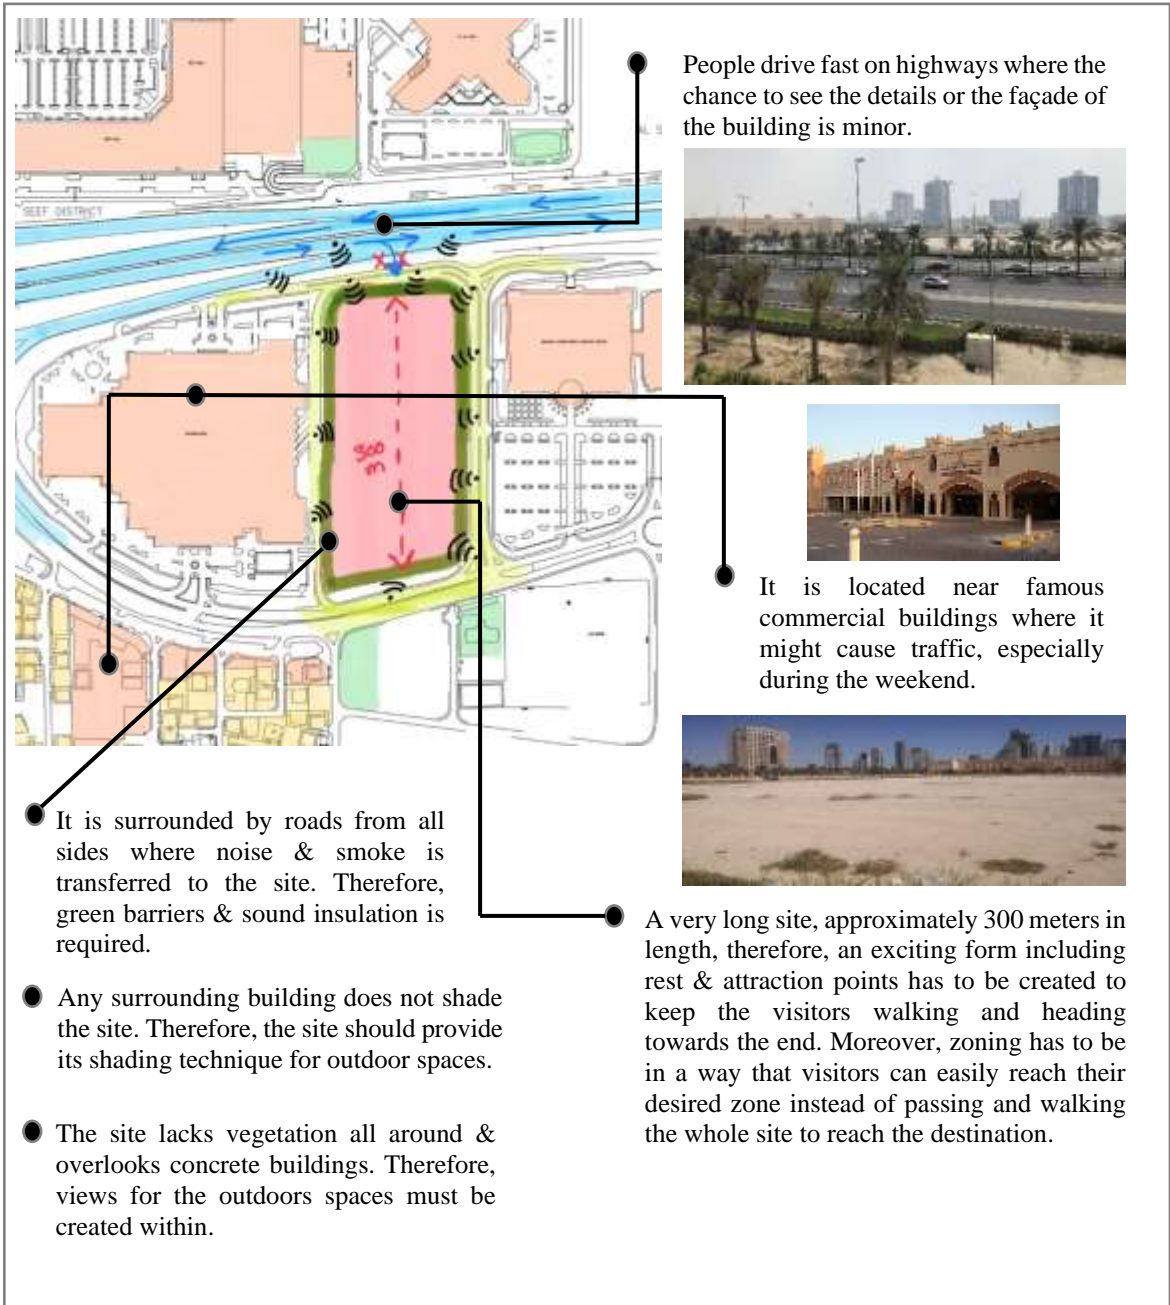 People drive fast on highways where the
chance to see the details or the façade of
the building is minor.
SEEF DISTRICT
300
m
It is located near famous
commercial buildings where it
might cause traffic, especially
during the weekend.
It is surrounded by roads from all
sides where noise & smoke is
transferred to the site. Therefore,
green barriers & sound insulation is
required.
Any surrounding building does not shade
the site. Therefore, the site should provide
its shading technique for outdoor spaces.
The site lacks vegetation all around &
overlooks concrete buildings. Therefore,
views for the outdoors spaces must be
created within.
A very long site, approximately 300 meters in
length, therefore, an exciting form including
rest & attraction points has to be created to
keep the visitors walking and heading
towards the end. Moreover, zoning has to be
in a way that visitors can easily reach their
desired zone instead of passing and walking
the whole site to reach the destination.